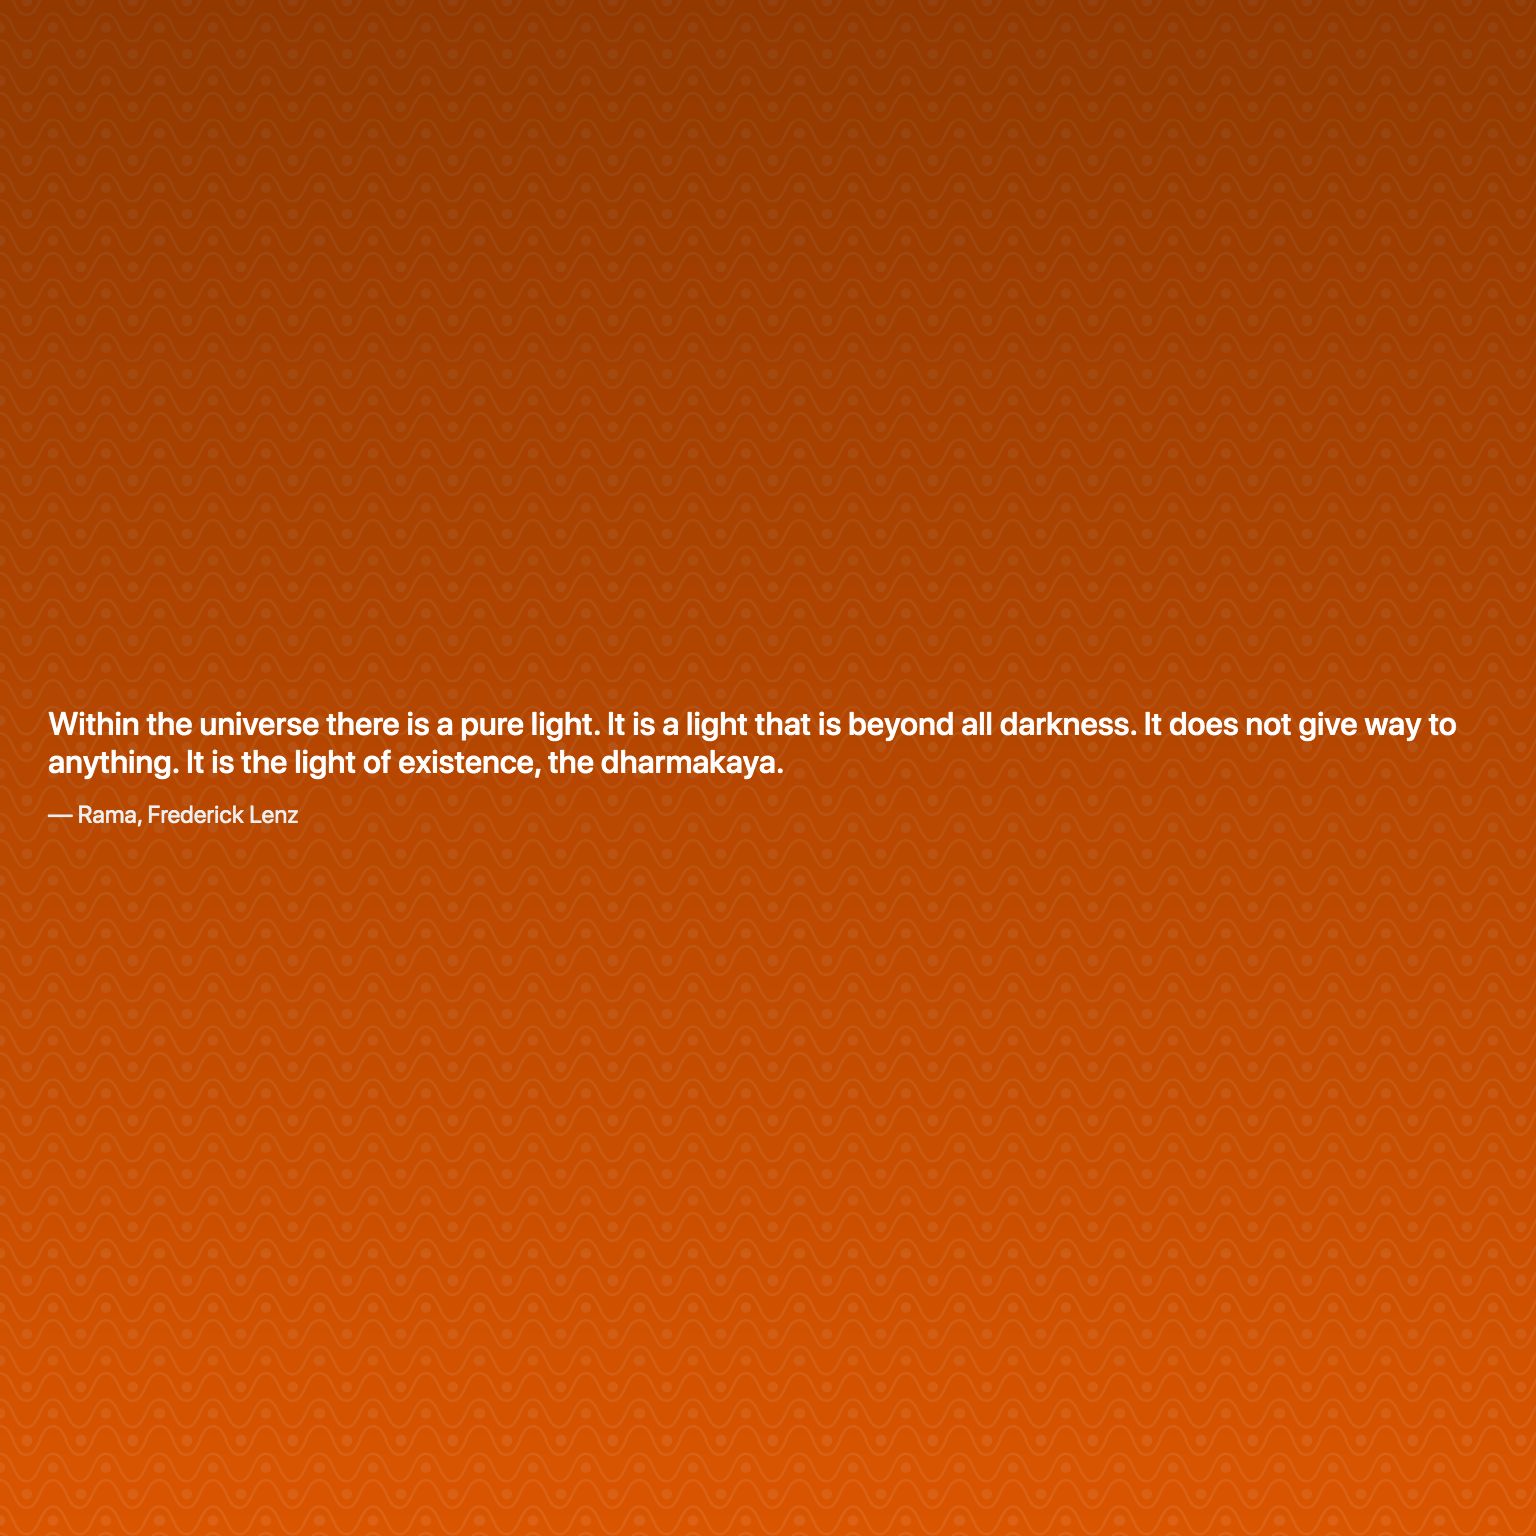 Within the universe there is a pure light. It is a light that is beyond all darkness. It does not give way to
anything. It is the light of existence, the dharmakaya.
— Rama, Frederick Lenz